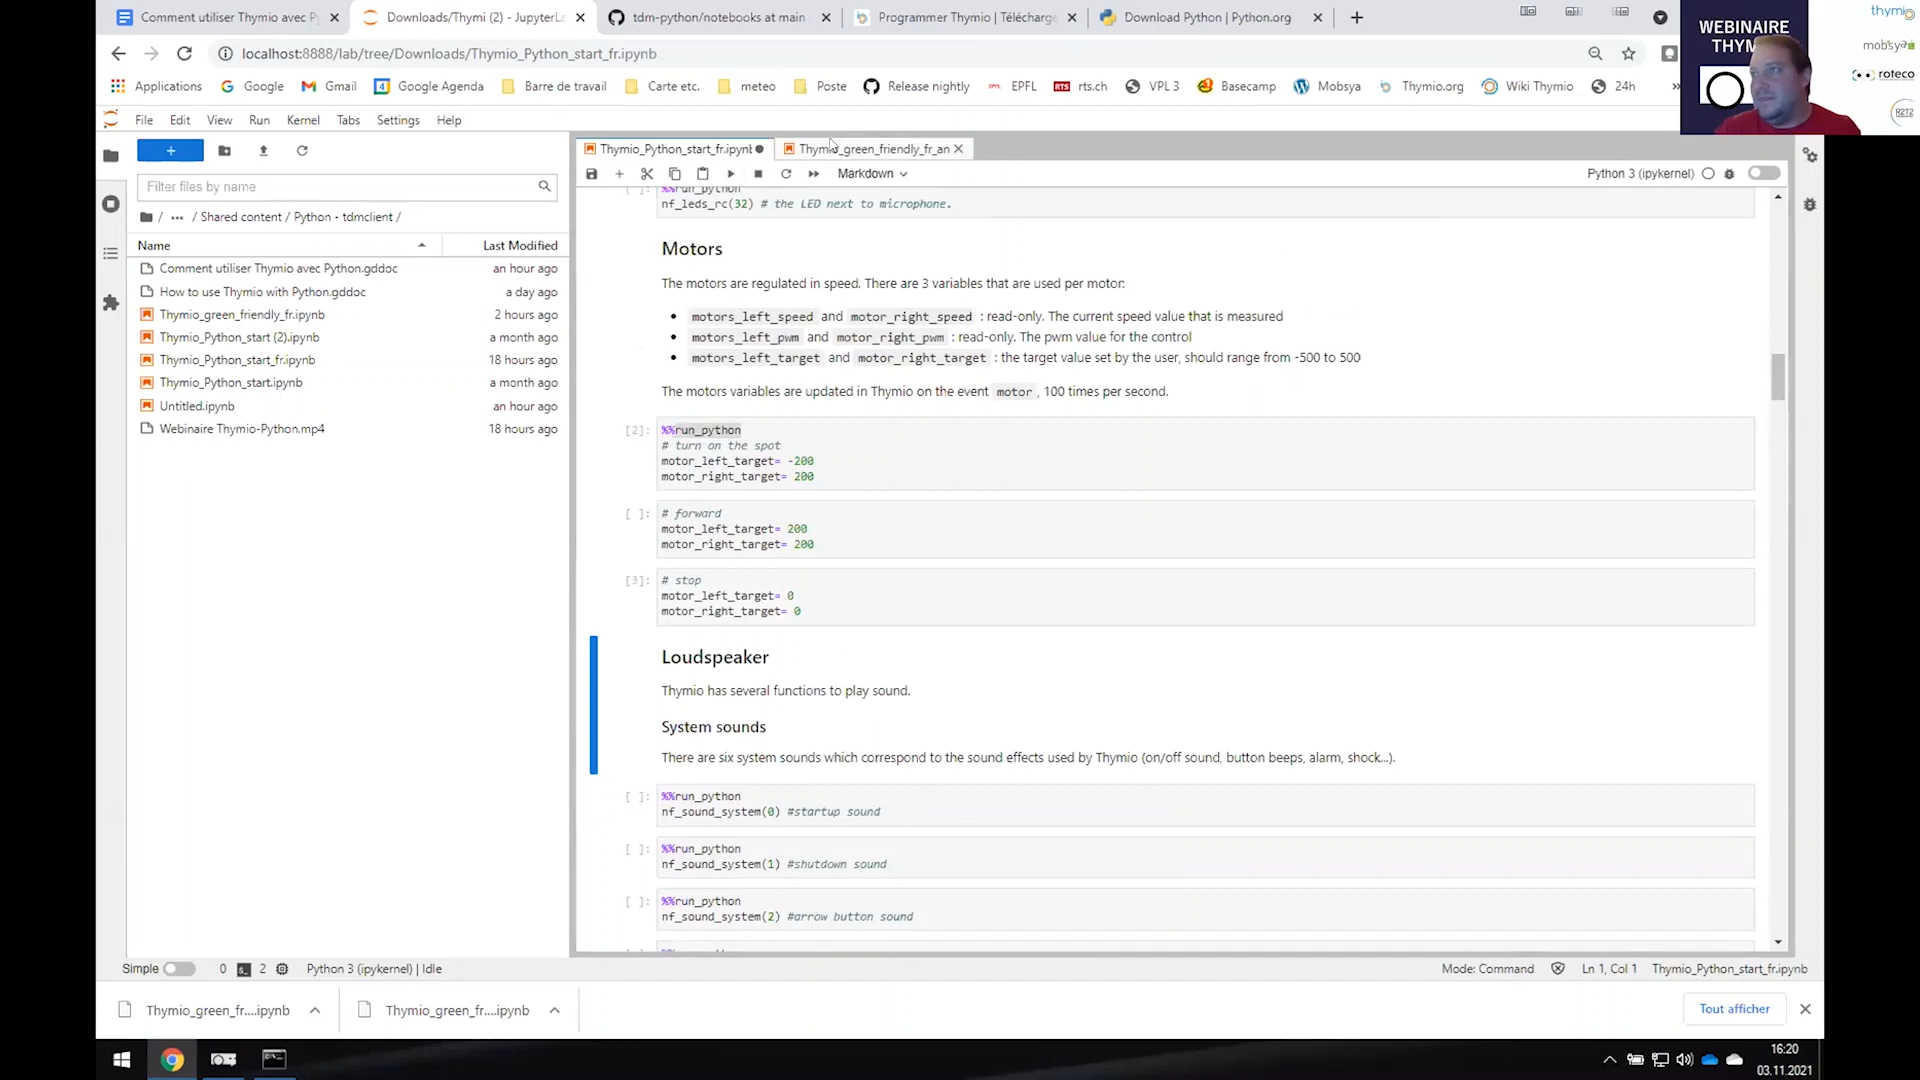 Comment utiliser Thymio avec Py
Downloads/Thymi (2) - JupyterLa
tdm-python/notebooks at main
Programmer Thymio | Télécharge
Download Python | Python.org
localhost:8888/lab/tree/Downloads/Thymio_Python_start_fr.ipynb
Applications
Google
Gmail
Google Agenda
Barre de travail
Carte etc.
meteo
Poste
Release nightly
EPFL
RTS
rts.ch
VPL 3
Basecamp
Mobsya
Thymio.org
Wiki Thymio
24h
»
WEBINAIRE
THYM
thymio
mobsya
roteco
File
Edit
View
Run
Kernel
Tabs
Settings
Help
Filter files by name
/ ··· / Shared content / Python - tdmclient /
Name
Last Modified
Comment utiliser Thymio avec Python.gddoc
an hour ago
How to use Thymio with Python.gddoc
a day ago
Thymio_green_friendly_fr.ipynb
2 hours ago
Thymio_Python_start (2).ipynb
a month ago
Thymio_Python_start_fr.ipynb
18 hours ago
Thymio_Python_start.ipynb
a month ago
Untitled.ipynb
an hour ago
Webinaire Thymio-Python.mp4
18 hours ago
Thymio_Python_start_fr.ipynb
Thymio_green_friendly_fr_an
Markdown
Python 3 (ipykernel)
[ ]:
%%run_python
nf_leds_rc(32) # the LED next to microphone.
Motors
The motors are regulated in speed. There are 3 variables that are used per motor:
• motors_left_speed and motor_right_speed : read-only. The current speed value that is measured
• motors_left_pwm and motor_right_pwm : read-only. The pwm value for the control
• motors_left_target and motor_right_target : the target value set by the user, should range from -500 to 500
The motors variables are updated in Thymio on the event motor , 100 times per second.
[2]: %%run_python
# turn on the spot
motor_left_target= -200
motor_right_target= 200
[ ]: # forward
motor_left_target= 200
motor_right_target= 200
[3]: # stop
motor_left_target= 0
motor_right_target= 0
Loudspeaker
Thymio has several functions to play sound.
System sounds
There are six system sounds which correspond to the sound effects used by Thymio (on/off sound, button beeps, alarm, shock...).
[ ]: %%run_python
nf_sound_system(0) #startup sound
[ ]: %%run_python
nf_sound_system(1) #shutdown sound
[ ]: %%run_python
nf_sound_system(2) #arrow button sound
Simple
0
2
Python 3 (ipykernel) | Idle
Mode: Command
Ln 1, Col 1
Thymio_Python_start_fr.ipynb
Thymio_green_fr....ipynb
Thymio_green_fr....ipynb
Tout afficher
16:20
03.11.2021